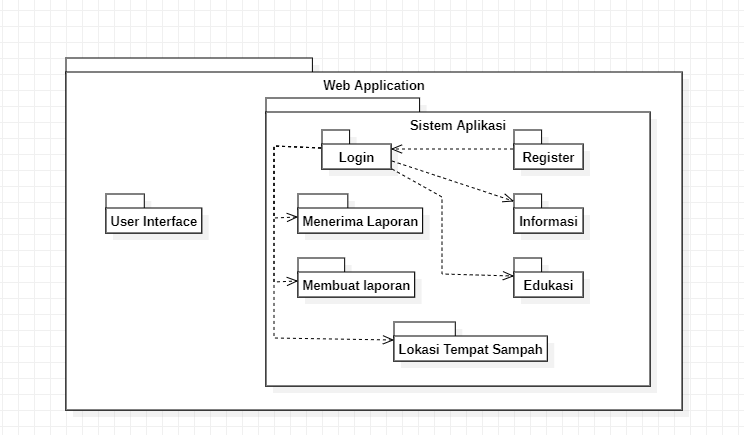 Web Application
Sistem Aplikasi
Login
Register
User Interface
Menerima Laporan
Informasi
Membuat laporan
Edukasi
Lokasi Tempat Sampah